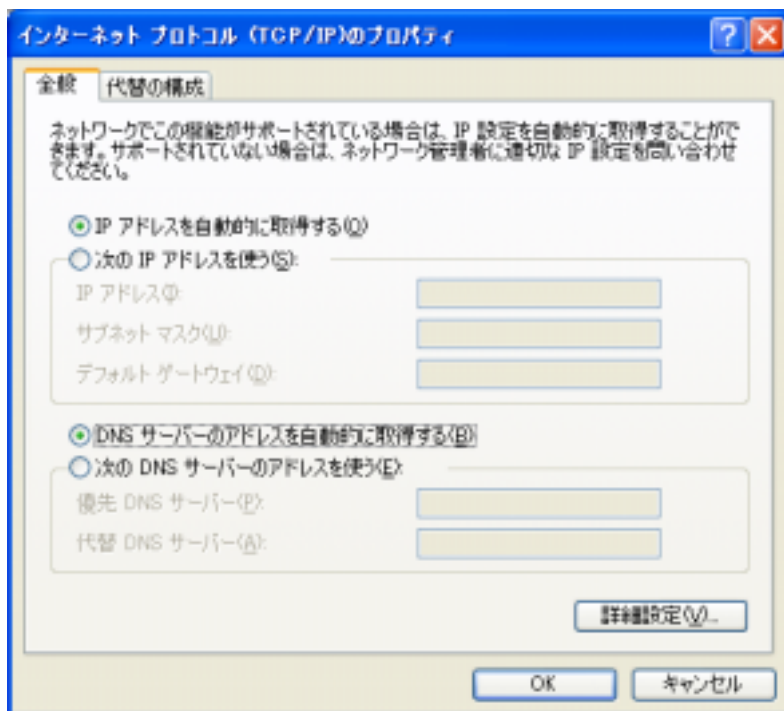 インターネット プロトコル (TCP/IP)のプロパティ
全般
代替の構成
ネットワークでこの機能がサポートされている場合は、IP 設定を自動的に取得することがで
きます。サポートされていない場合は、ネットワーク管理者に適切な IP 設定を問い合わせ
てください。
IP アドレスを自動的に取得する(O)
次の IP アドレスを使う(S):
IP アドレス(I):
サブネット マスク(U):
デフォルト ゲートウェイ(D):
DNS サーバーのアドレスを自動的に取得する(B)
次の DNS サーバーのアドレスを使う(E):
優先 DNS サーバー(P):
代替 DNS サーバー(A):
詳細設定(V)...
OK
キャンセル